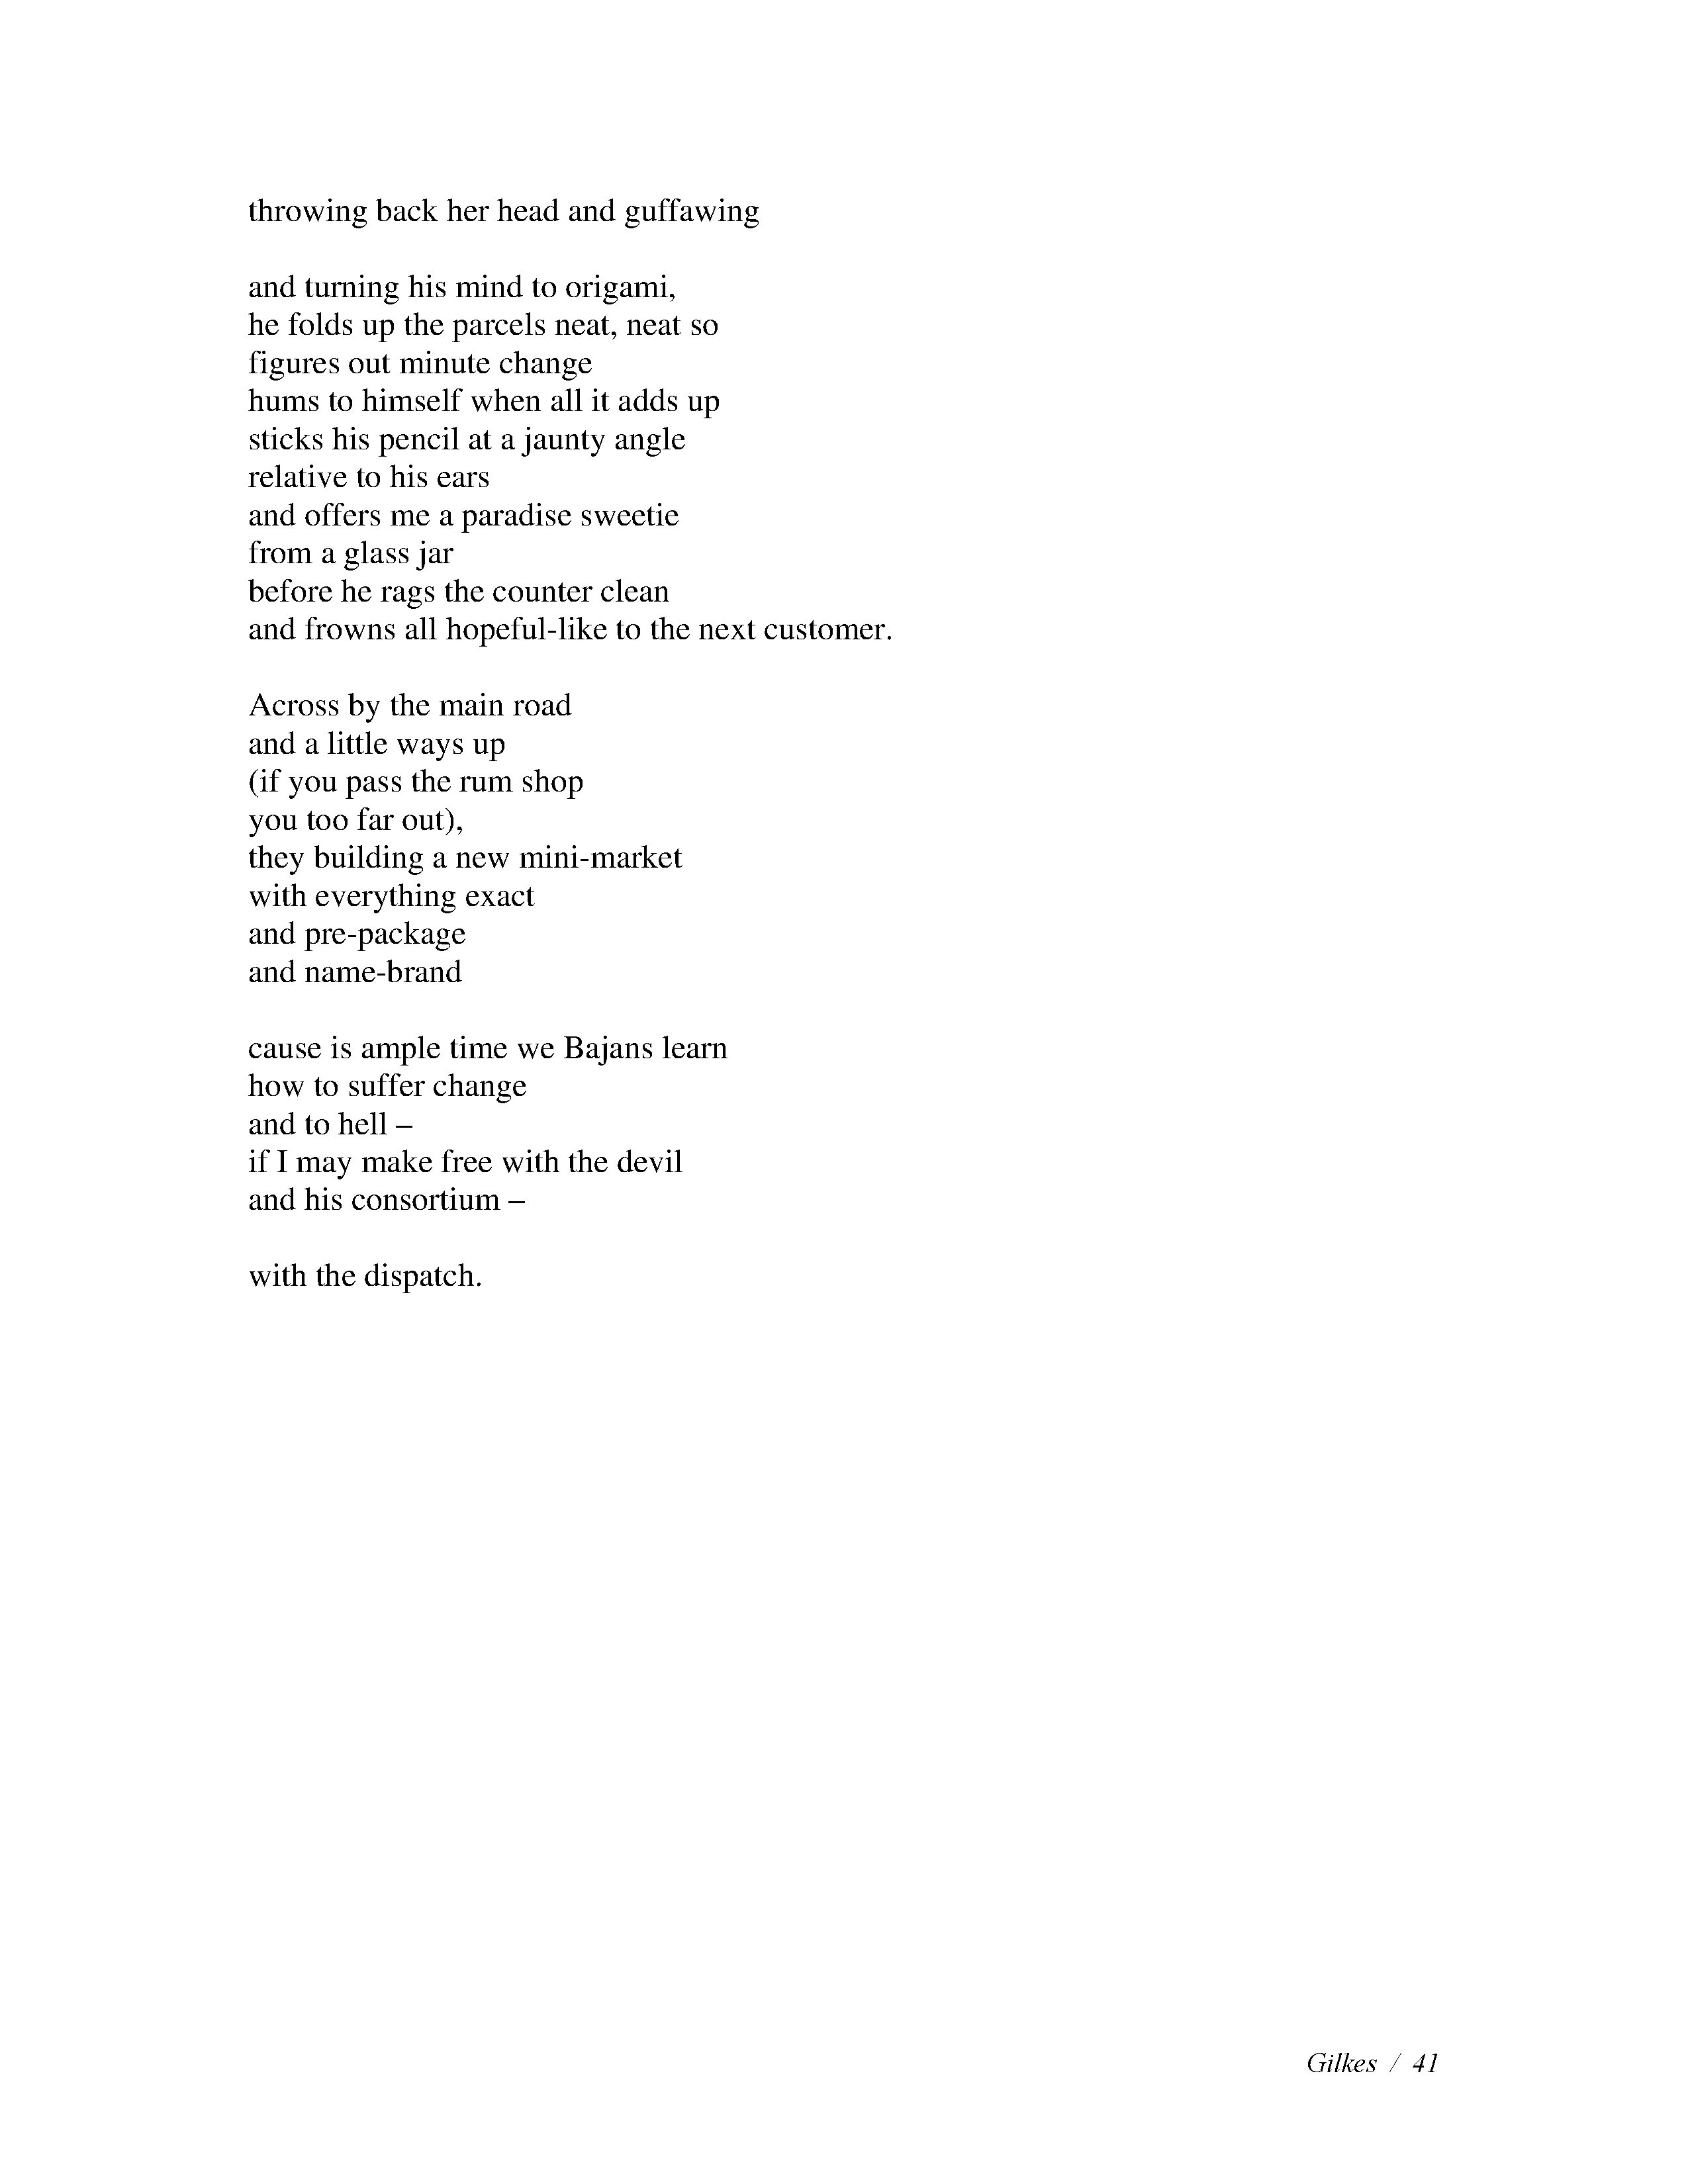 throwing back her head and guffawing

and turning his mind to origami,
he folds up the parcels neat, neat so
figures out minute change
hums to himself when all it adds up
sticks his pencil at a jaunty angle
relative to his ears
and offers me a paradise sweetie
from a glass jar
before he rags the counter clean
and frowns all hopeful-like to the next customer.

Across by the main road
and a little ways up
(if you pass the rum shop
you too far out),
they building a new mini-market
with everything exact
and pre-package
and name-brand

cause is ample time we Bajans learn
how to suffer change
and to hell –
if I may make free with the devil
and his consortium –

with the dispatch.

Gilkes / 41